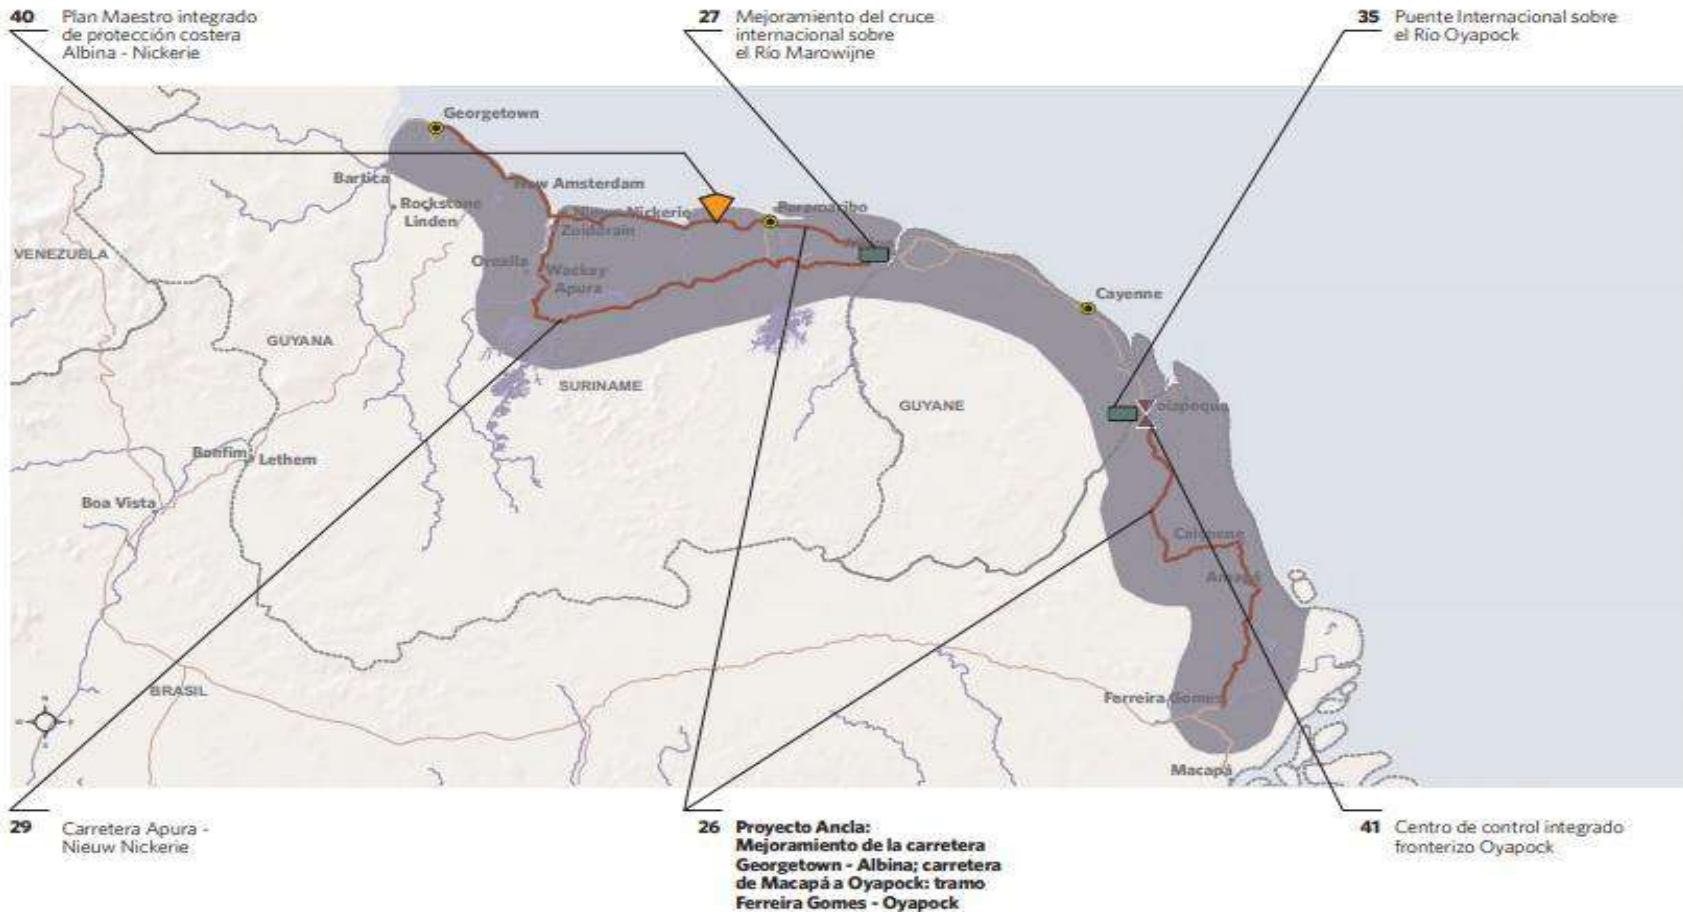 40 Plan Maestro integrado
de protección costera
Albina - Nickerie
27 Mejoramiento del cruce
internacional sobre
el Río Marowijne
35 Puente Internacional sobre
el Río Oyapock
Georgetown
Bartica
New Amsterdam
Rockstone
Linden
Nieuw Nickerie
Paramaribo
VENEZUELA
Orealla
Wackay
Apura
Cayenne
GUYANA
SURINAME
GUYANE
Oiapoque
Bonfim
Lethem
Boa Vista
Calçoene
Amapá
BRASIL
Ferreira Gomes
Macapá
29 Carretera Apura -
Nieuw Nickerie
26 Proyecto Ancla:
Mejoramiento de la carretera
Georgetown - Albina; carretera
de Macapá a Oyapock: tramo
Ferreira Gomes - Oyapock
41 Centro de control integrado
fronterizo Oyapock